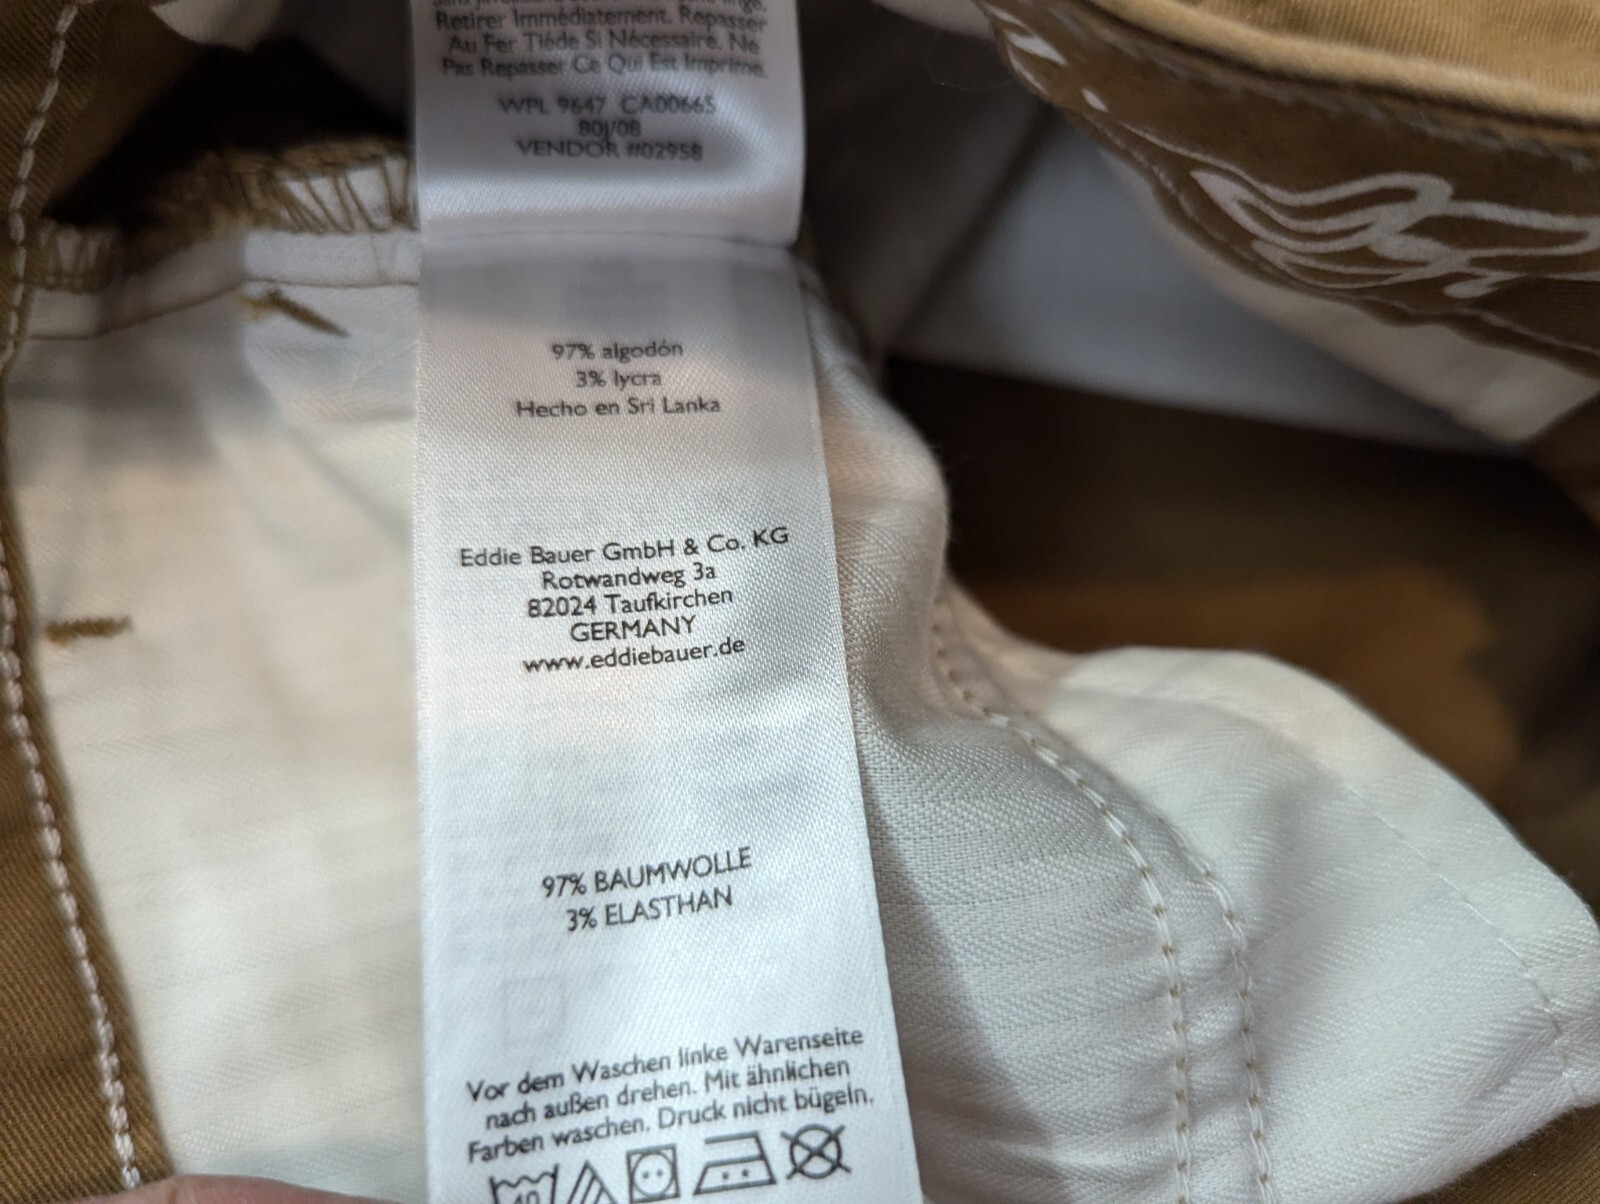 Retirer Immédiatement. Repasser
Au Fer Tiède Si Nécessaire. Ne
Pas Repasser Ce Qui Est Imprime.
WPL 9647 CA00665
80J/08
VENDOR #02958
97% algodón
3% lycra
Hecho en Sri Lanka
Eddie Bauer GmbH & Co. KG
Rotwandweg 3a
82024 Taufkirchen
GERMANY
www.eddiebauer.de
97% BAUMWOLLE
3% ELASTHAN
Vor dem Waschen linke Warenseite
nach außen drehen. Mit ähnlichen
Farben waschen. Druck nicht bügeln.
40